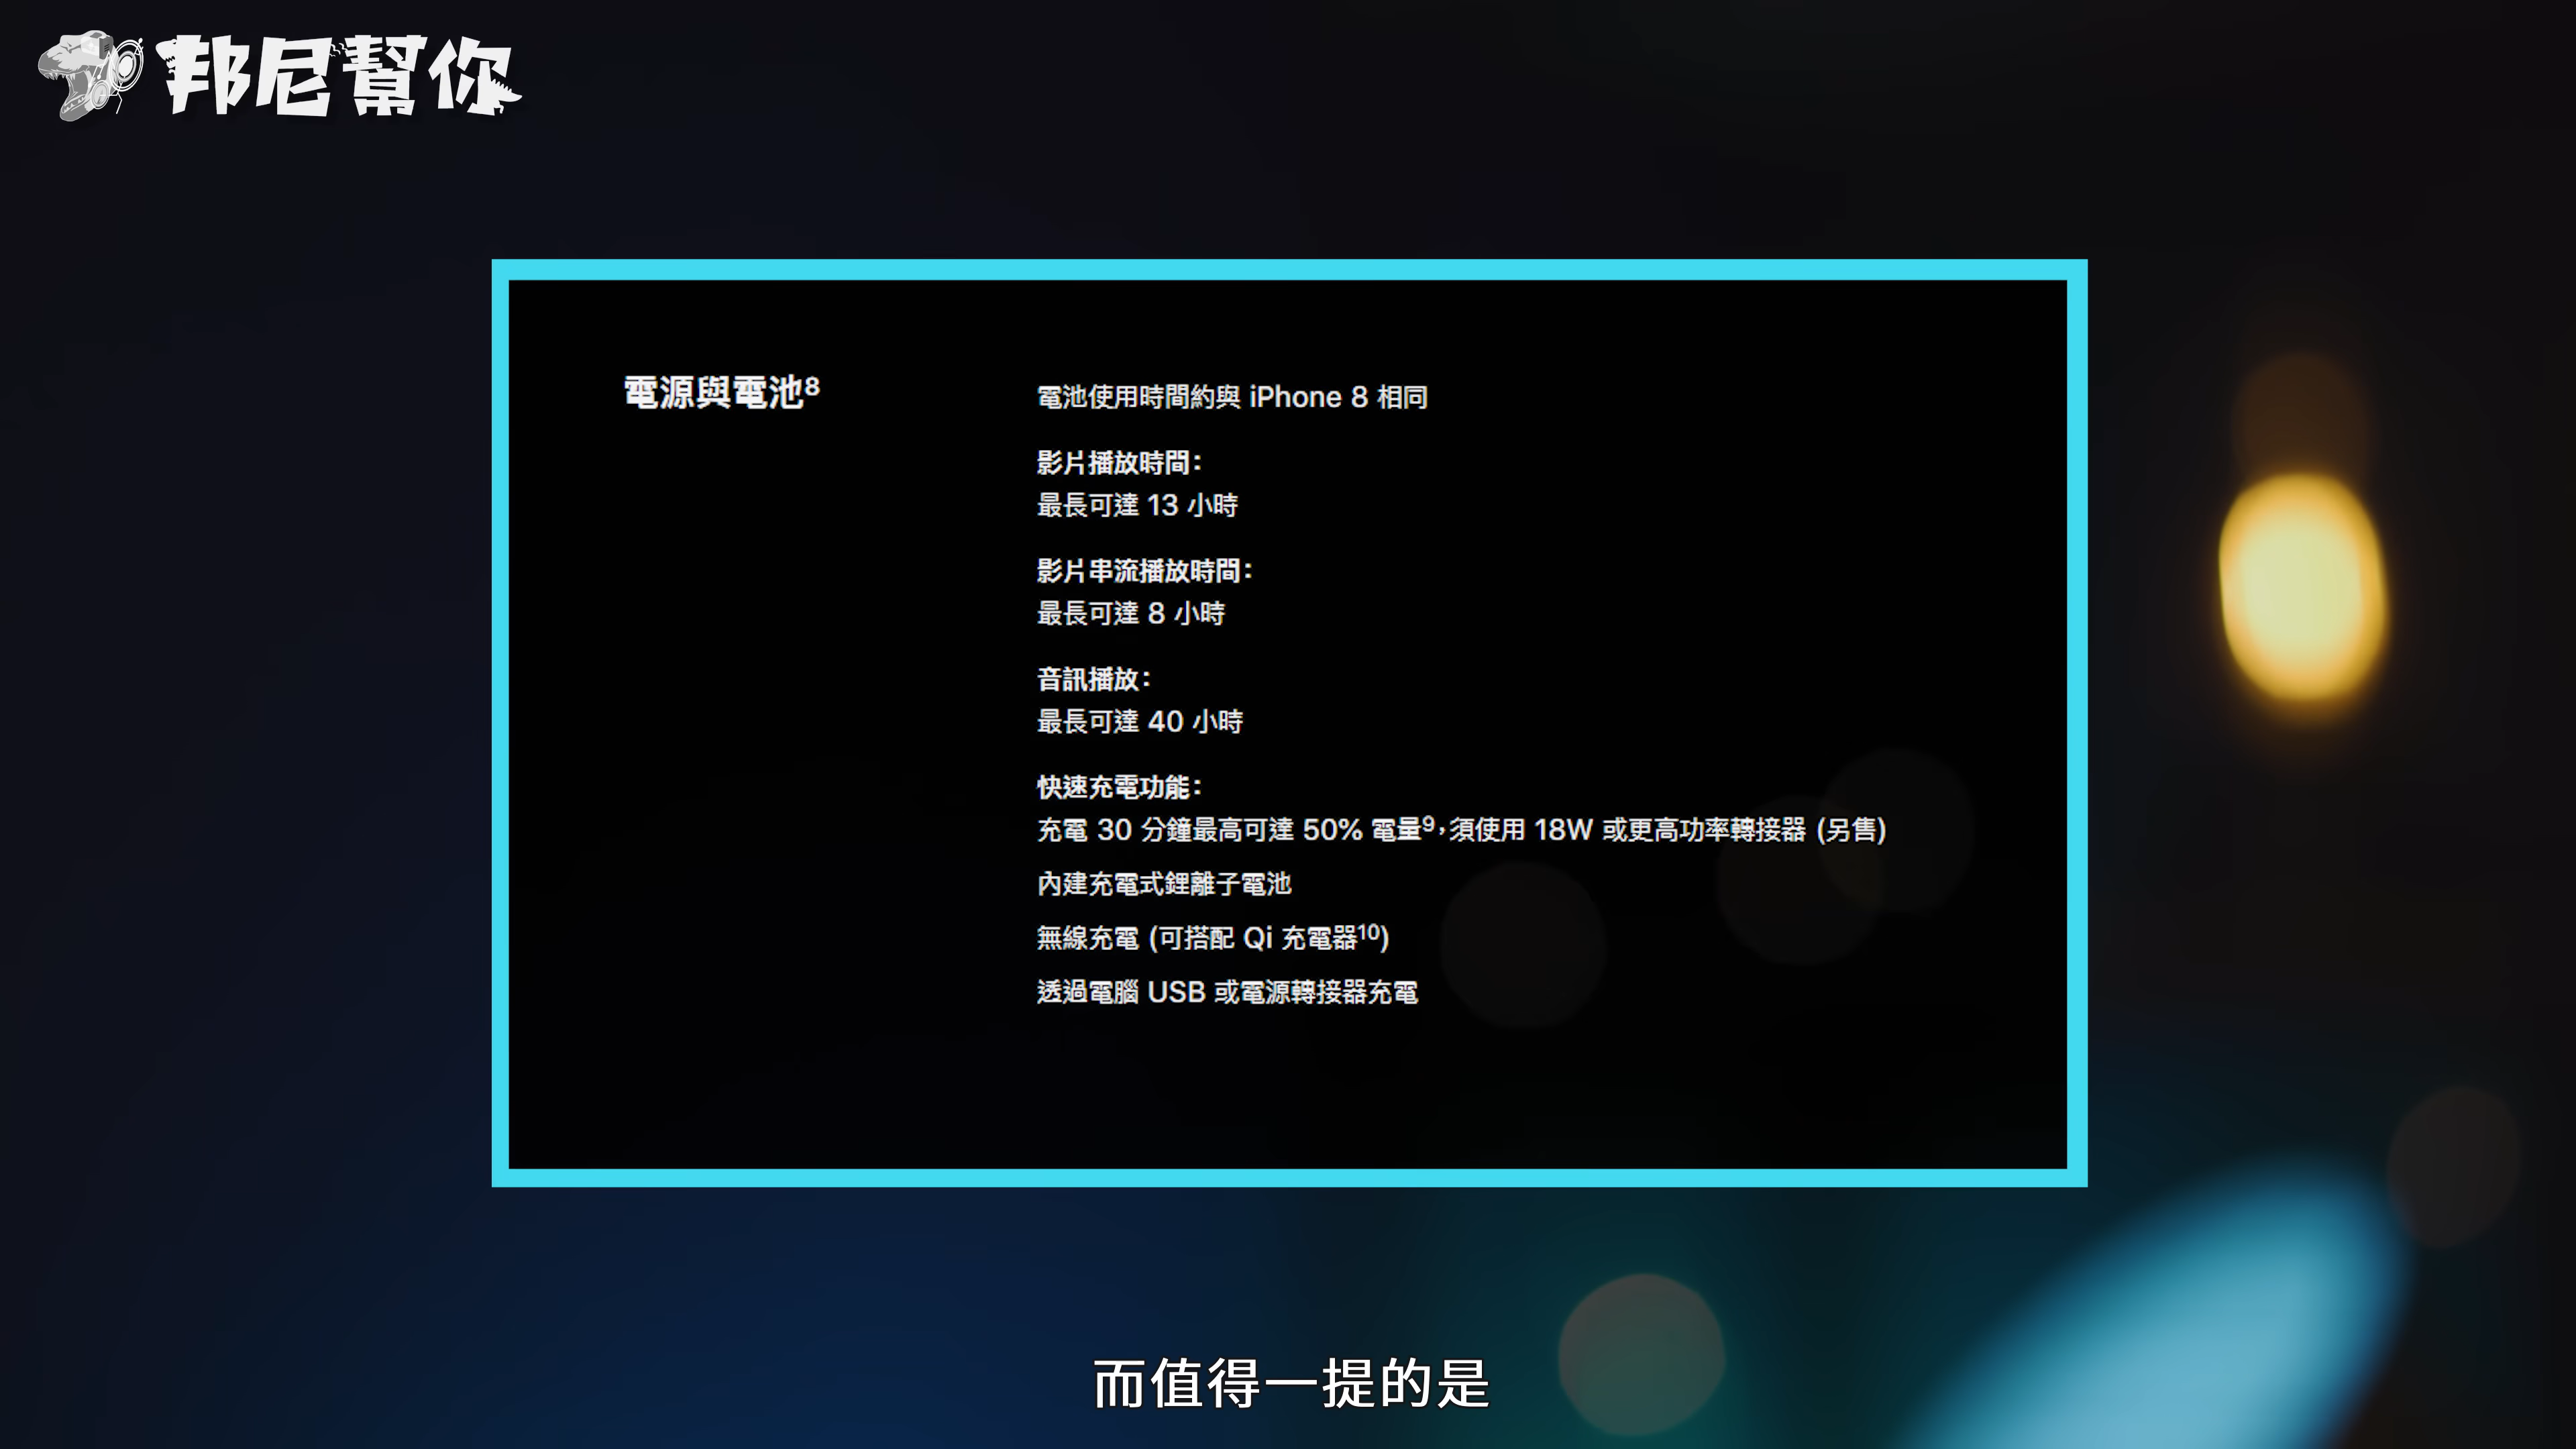 邦尼幫你
電源與電池8
電池使用時間約與 iPhone 8 相同
影片播放時間：
最長可達 13 小時
影片串流播放時間：
最長可達 8 小時
音訊播放：
最長可達 40 小時
快速充電功能：
充電 30 分鐘最高可達 50% 電量9，須使用 18W 或更高功率轉接器 (另售)
內建充電式鋰離子電池
無線充電 (可搭配 Qi 充電器10)
透過電腦 USB 或電源轉接器充電
而值得一提的是